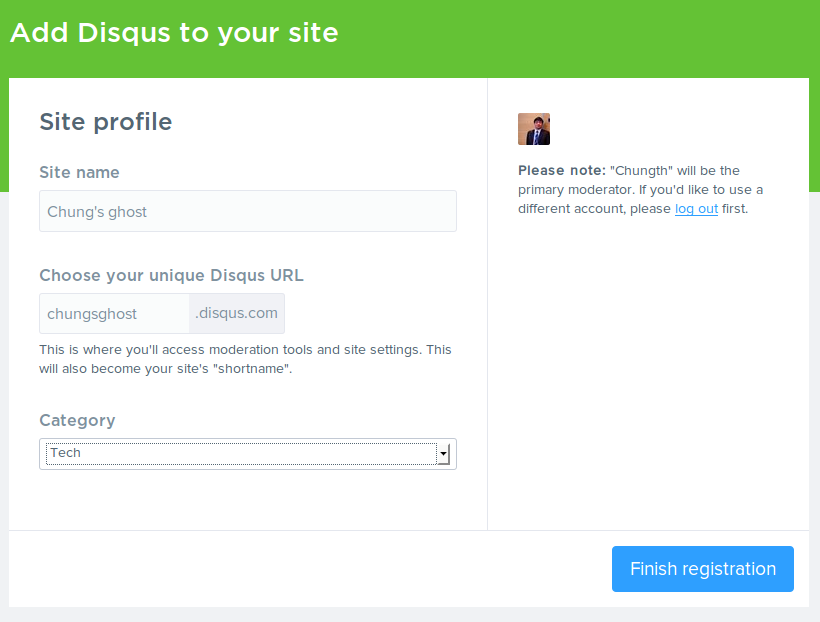 Add Disqus to your site
Site profile
Site name
Chung's ghost
Choose your unique Disqus URL
chungsghost .disqus.com
This is where you'll access moderation tools and site settings. This
will also become your site's "shortname".
Category
Tech
Please note: "Chungth" will be the
primary moderator. If you'd like to use a
different account, please log out first.
Finish registration